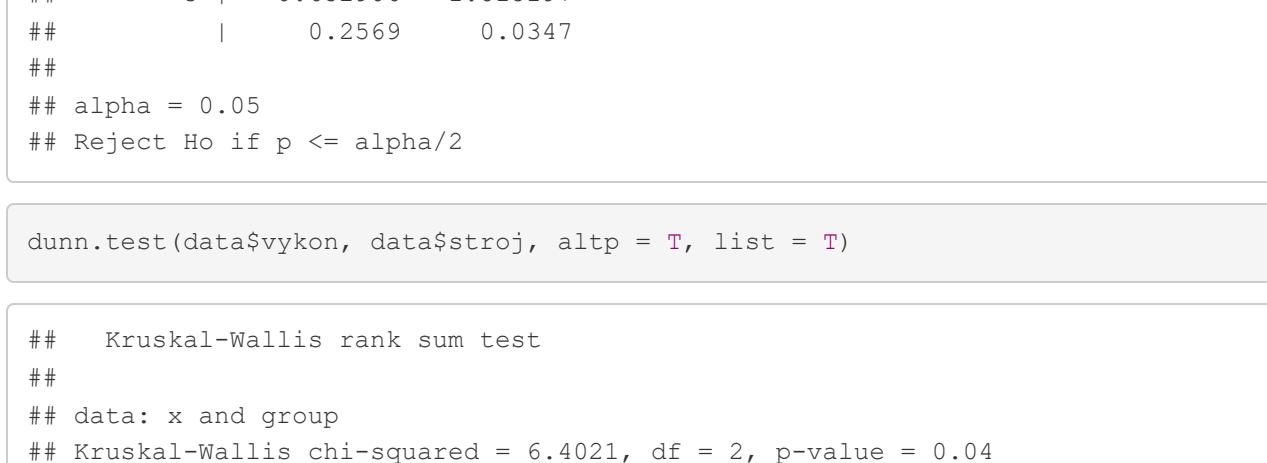 ##           |     0.2569     0.0347
##
## alpha = 0.05
## Reject Ho if p <= alpha/2
dunn.test(data$vykon, data$stroj, altp = T, list = T)
##   Kruskal-Wallis rank sum test
##
## data: x and group
## Kruskal-Wallis chi-squared = 6.4021, df = 2, p-value = 0.04